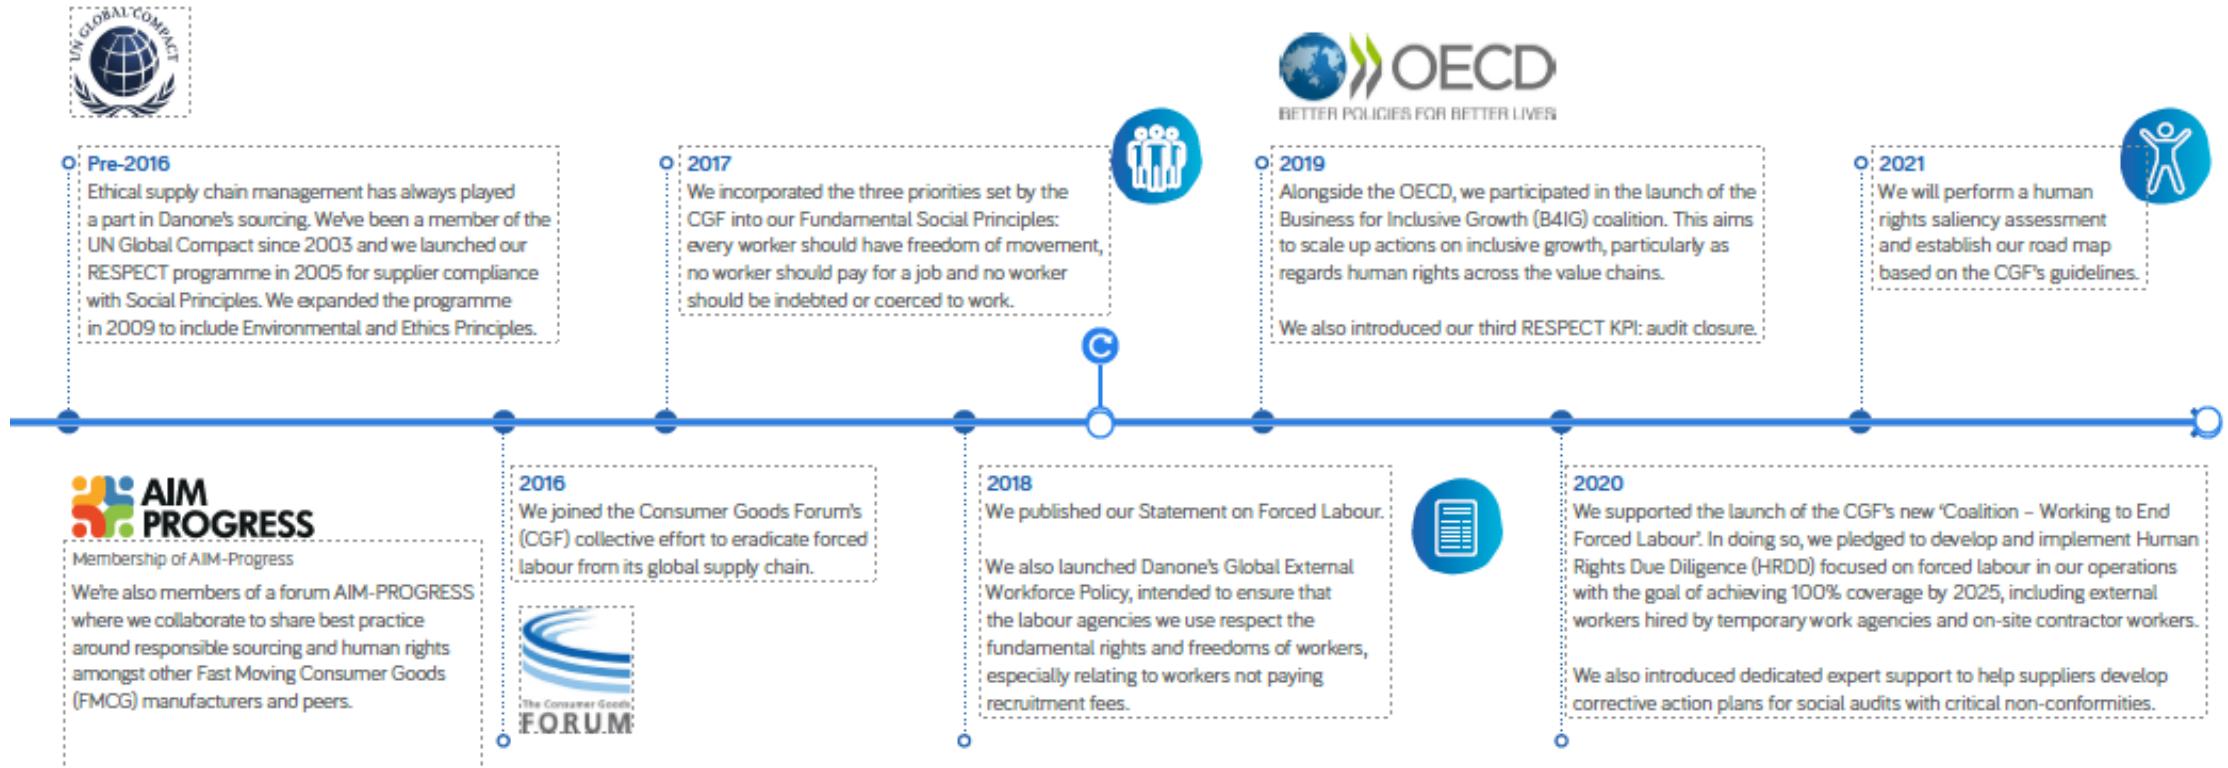 UN GLOBAL COMPACT
OECD
BETTER POLICIES FOR BETTER LIVES
Pre-2016
Ethical supply chain management has always played
a part in Danone's sourcing. We've been a member of the
UN Global Compact since 2003 and we launched our
RESPECT programme in 2005 for supplier compliance
with Social Principles. We expanded the programme
in 2009 to include Environmental and Ethics Principles.
2017
We incorporated the three priorities set by the
CGF into our Fundamental Social Principles:
every worker should have freedom of movement,
no worker should pay for a job and no worker
should be indebted or coerced to work.
2019
Alongside the OECD, we participated in the launch of the
Business for Inclusive Growth (B4IG) coalition. This aims
to scale up actions on inclusive growth, particularly as
regards human rights across the value chains.
We also introduced our third RESPECT KPI: audit closure.
2021
We will perform a human
rights saliency assessment
and establish our road map
based on the CGF's guidelines.
C
AIM
PROGRESS
Membership of AIM-Progress
We're also members of a forum AIM-PROGRESS
where we collaborate to share best practice
around responsible sourcing and human rights
amongst other Fast Moving Consumer Goods
(FMCG) manufacturers and peers.
2016
We joined the Consumer Goods Forum's
(CGF) collective effort to eradicate forced
labour from its global supply chain.
The Consumer Goods
FORUM
2018
We published our Statement on Forced Labour.
We also launched Danone's Global External
Workforce Policy, intended to ensure that
the labour agencies we use respect the
fundamental rights and freedoms of workers,
especially relating to workers not paying
recruitment fees.
2020
We supported the launch of the CGF's new 'Coalition – Working to End
Forced Labour'. In doing so, we pledged to develop and implement Human
Rights Due Diligence (HRDD) focused on forced labour in our operations
with the goal of achieving 100% coverage by 2025, including external
workers hired by temporary work agencies and on-site contractor workers.
We also introduced dedicated expert support to help suppliers develop
corrective action plans for social audits with critical non-conformities.